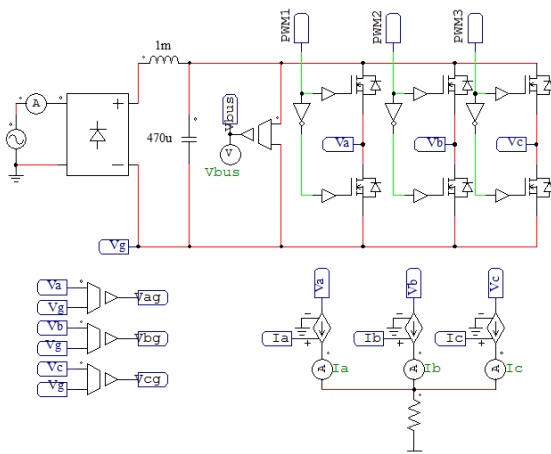 PWM1
PWM2
PWM3
1m
A
+
−
470u
Vbus
V
Vbus
Va
Vb
Vc
Vg
Va
Vg
Vag
Vb
Vg
Vbg
Vc
Vg
Vcg
Va
Vb
Vc
Ia
Ib
Ic
A
Ia
A
Ib
A
Ic